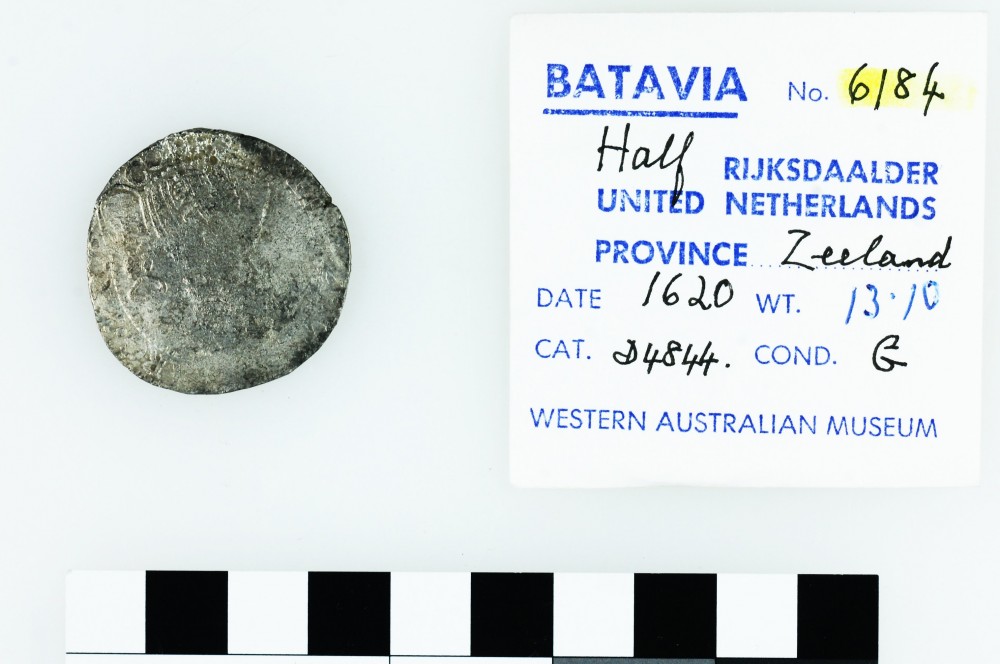 BATAVIA No. 6184
Half RIJKSDAALDER
UNITED NETHERLANDS
PROVINCE Zeeland
DATE 1620 WT. 13.10
CAT. D4844. COND. G
WESTERN AUSTRALIAN MUSEUM